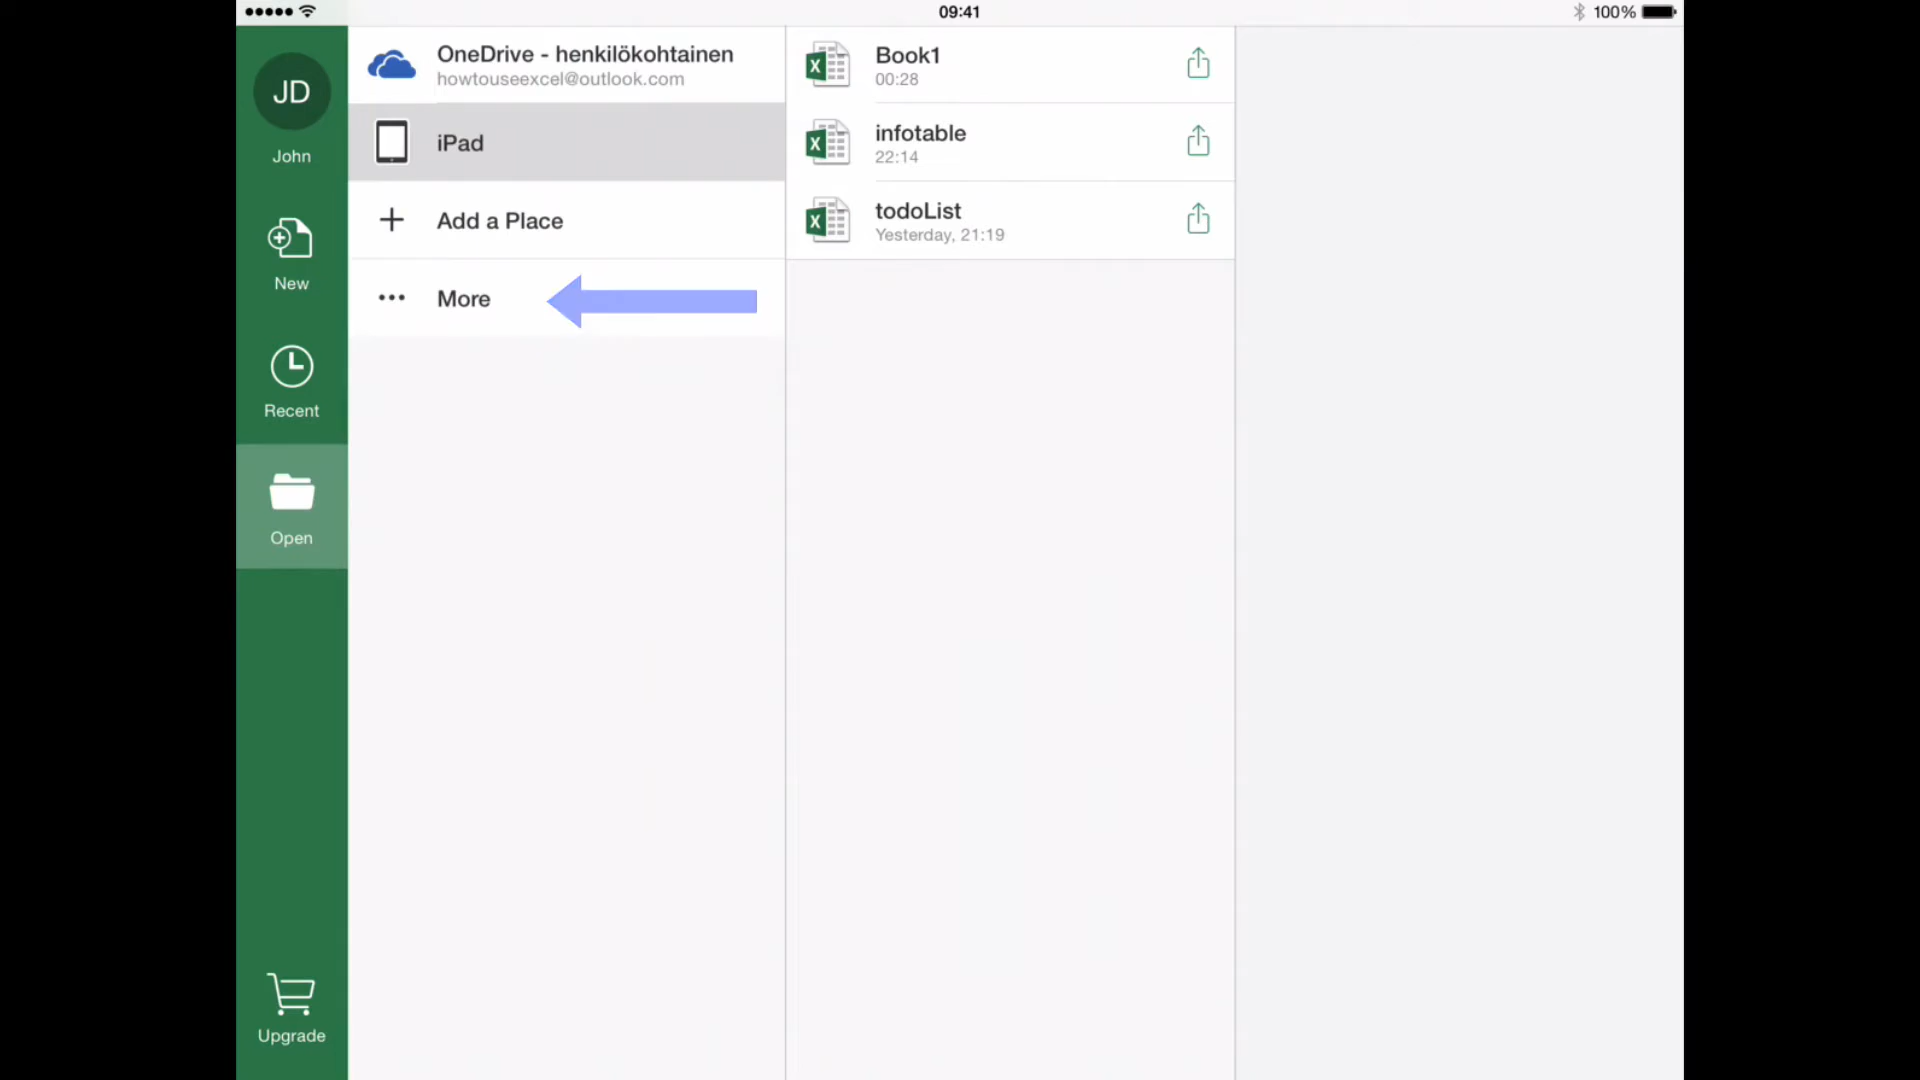 09:41
100%
JD
John
New
Recent
Open
Upgrade
OneDrive - henkilökohtainen
howtouseexcel@outlook.com
iPad
Add a Place
More
Book1
00:28
infotable
22:14
todoList
Yesterday, 21:19